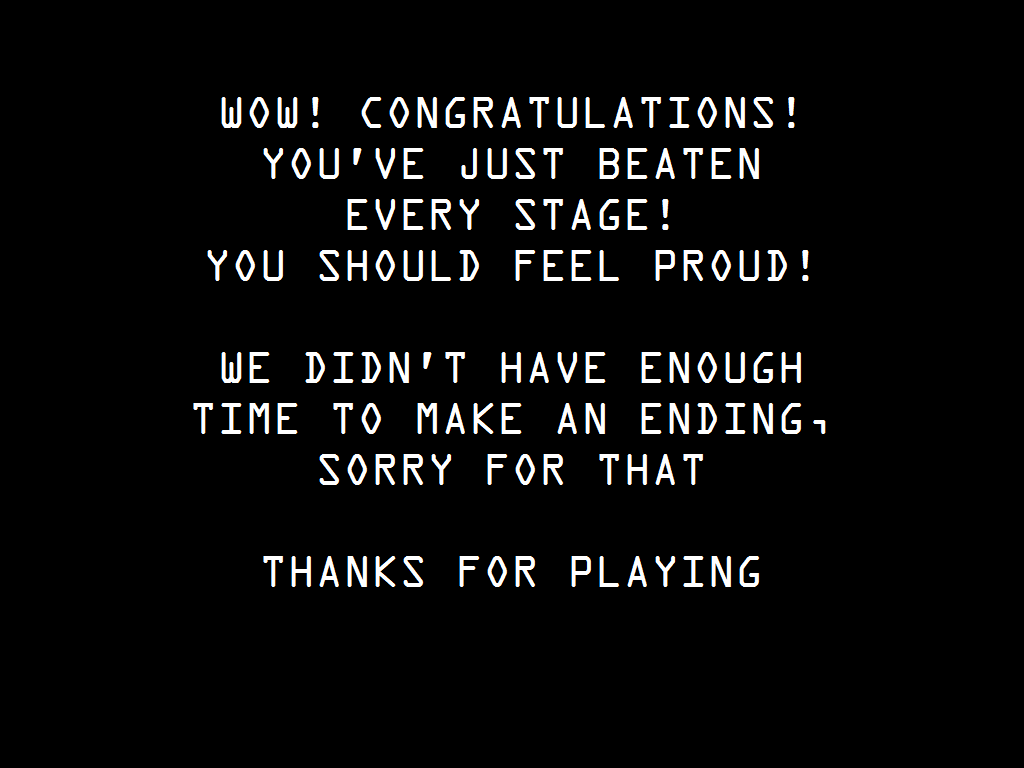 WOW! CONGRATULATIONS!
YOU'VE JUST BEATEN
EVERY STAGE!
YOU SHOULD FEEL PROUD!
WE DIDN'T HAVE ENOUGH
TIME TO MAKE AN ENDING,
SORRY FOR THAT
THANKS FOR PLAYING